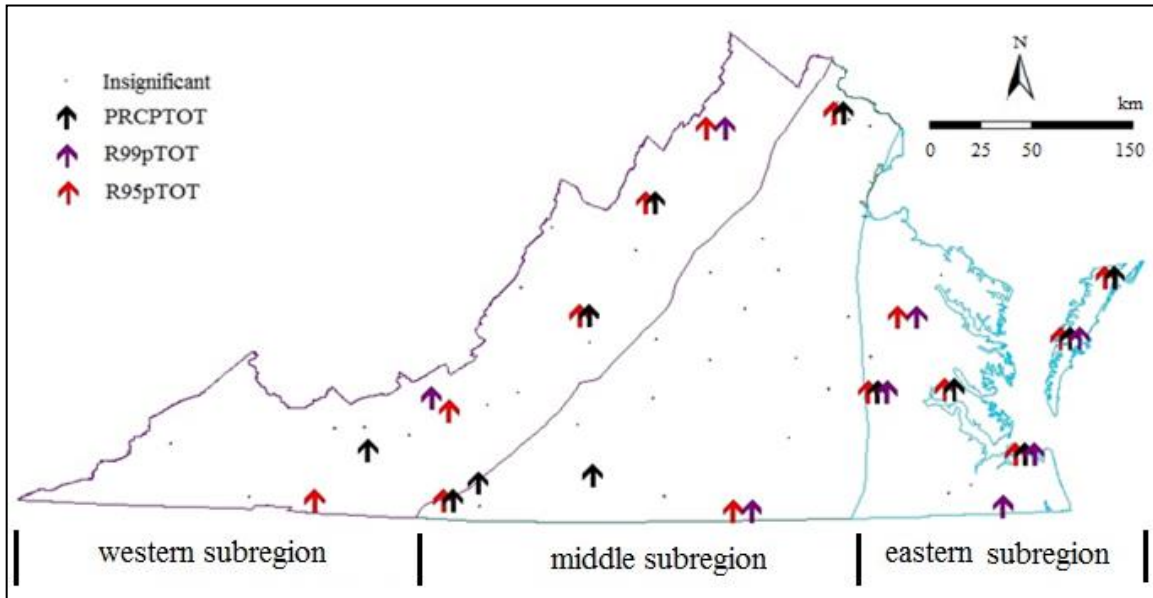 Insignificant
PRCPTOT
R99pTOT
R95pTOT
N
km
0 25 50 150
western subregion
middle subregion
eastern subregion